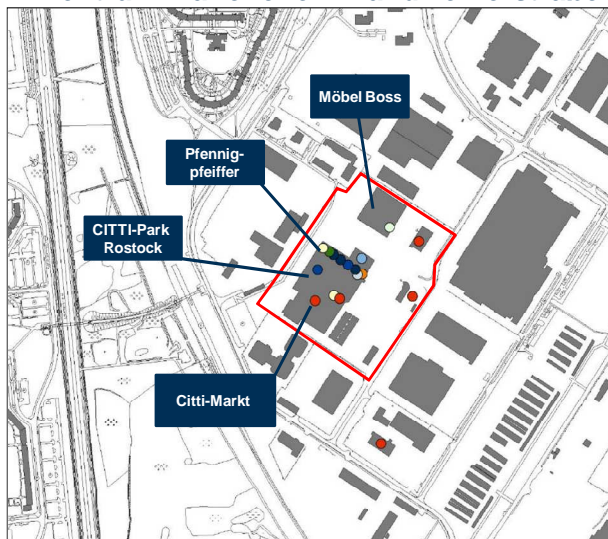 Möbel Boss
Pfennig-
pfeiffer
CITTI-Park
Rostock
Citti-Markt